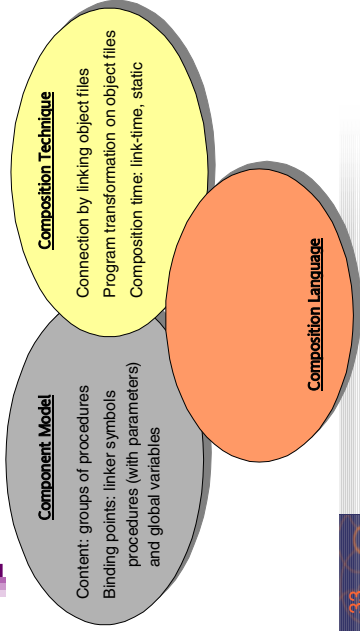 Component Model
Content: groups of procedures
Binding points: linker symbols
procedures (with parameters)
and global variables
Composition Technique
Connection by linking object files
Program transformation on object files
Composition time: link-time, static
Composition Language
33